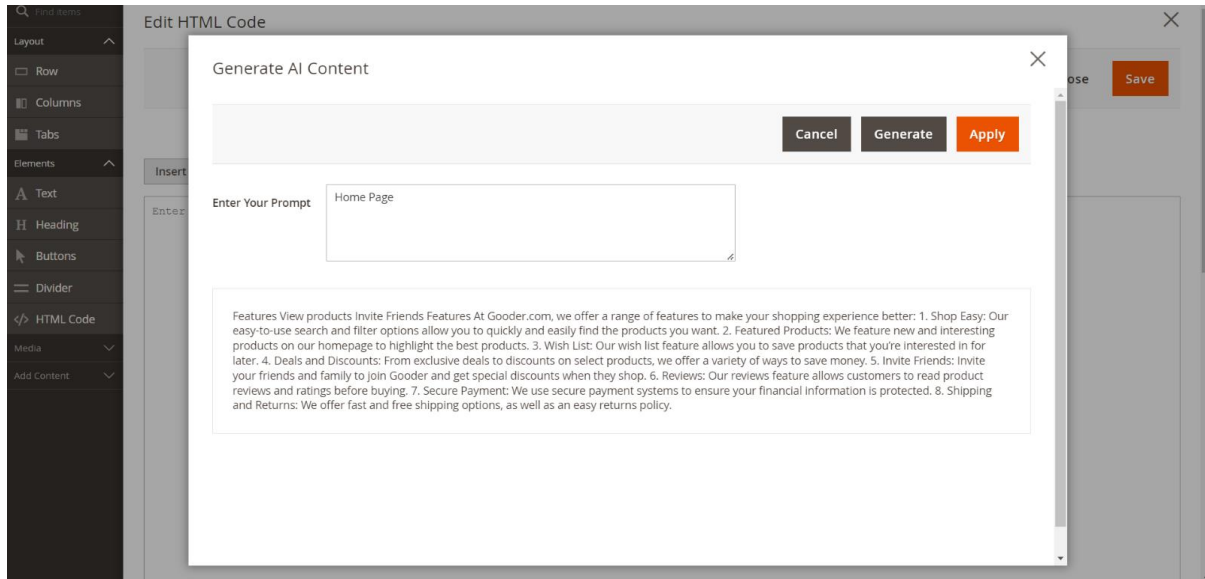 Find items
Edit HTML Code
Layout
Row
Columns
Tabs
Elements
Text
Heading
Buttons
Divider
HTML Code
Media
Add Content
ose
Save
Insert
Enter
Generate AI Content
Cancel
Generate
Apply
Enter Your Prompt
Home Page
Features View products Invite Friends Features At Gooder.com, we offer a range of features to make your shopping experience better: 1. Shop Easy: Our
easy-to-use search and filter options allow you to quickly and easily find the products you want. 2. Featured Products: We feature new and interesting
products on our homepage to highlight the best products. 3. Wish List: Our wish list feature allows you to save products that you're interested in for
later. 4. Deals and Discounts: From exclusive deals to discounts on select products, we offer a variety of ways to save money. 5. Invite Friends: Invite
your friends and family to join Gooder and get special discounts when they shop. 6. Reviews: Our reviews feature allows customers to read product
reviews and ratings before buying. 7. Secure Payment: We use secure payment systems to ensure your financial information is protected. 8. Shipping
and Returns: We offer fast and free shipping options, as well as an easy returns policy.